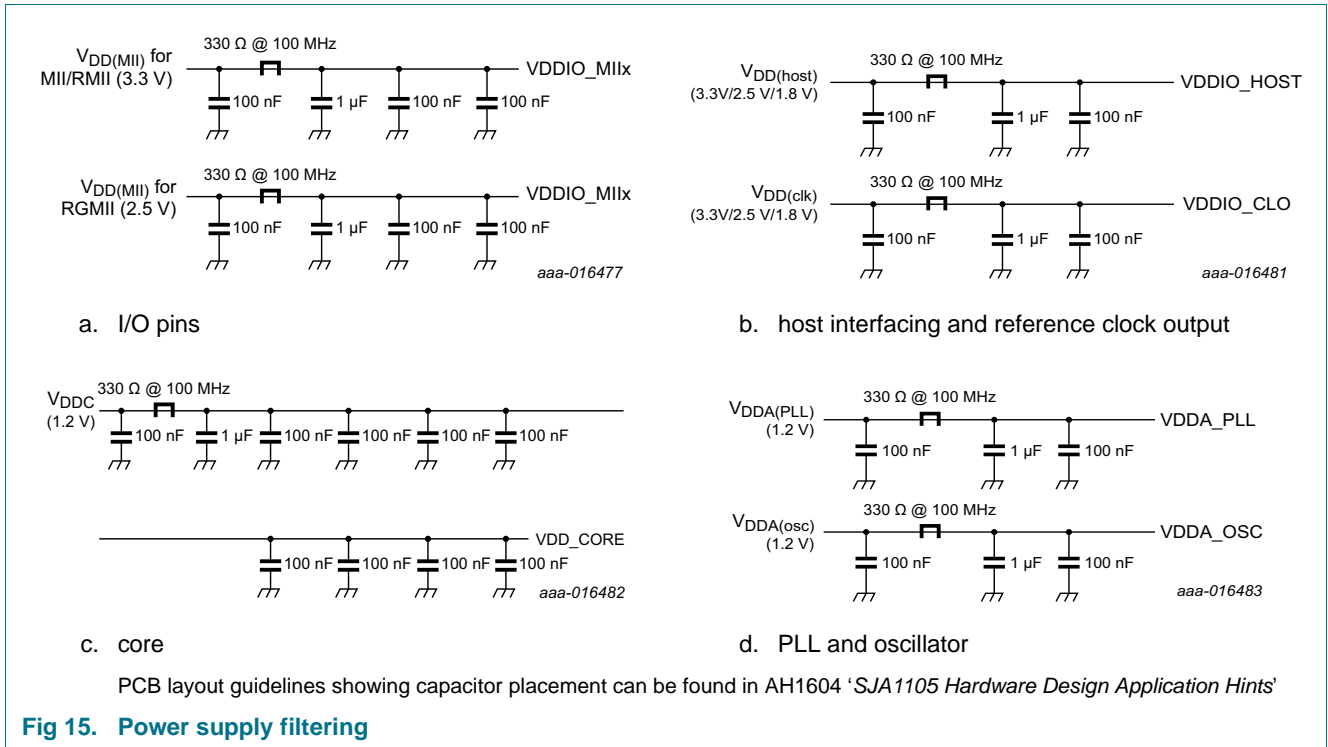 330 Ω @ 100 MHz
V_DD(MII) for
MII/RMII (3.3 V)
VDDIO_MIIx
100 nF 1 µF 100 nF 100 nF
330 Ω @ 100 MHz
V_DD(MII) for
RGMII (2.5 V)
VDDIO_MIIx
100 nF 1 µF 100 nF 100 nF
aaa-016477
a. I/O pins
330 Ω @ 100 MHz
V_DD(host)
(3.3V/2.5 V/1.8 V)
VDDIO_HOST
100 nF 1 µF 100 nF
330 Ω @ 100 MHz
V_DD(clk)
(3.3V/2.5 V/1.8 V)
VDDIO_CLO
100 nF 1 µF 100 nF
aaa-016481
b. host interfacing and reference clock output
330 Ω @ 100 MHz
V_DDC
(1.2 V)
100 nF 1 µF 100 nF 100 nF 100 nF 100 nF
VDD_CORE
100 nF 100 nF 100 nF 100 nF
aaa-016482
c. core
330 Ω @ 100 MHz
V_DDA(PLL)
(1.2 V)
VDDA_PLL
100 nF 1 µF 100 nF
330 Ω @ 100 MHz
V_DDA(osc)
(1.2 V)
VDDA_OSC
100 nF 1 µF 100 nF
aaa-016483
d. PLL and oscillator
PCB layout guidelines showing capacitor placement can be found in AH1604 ‘SJA1105 Hardware Design Application Hints’
Fig 15. Power supply filtering